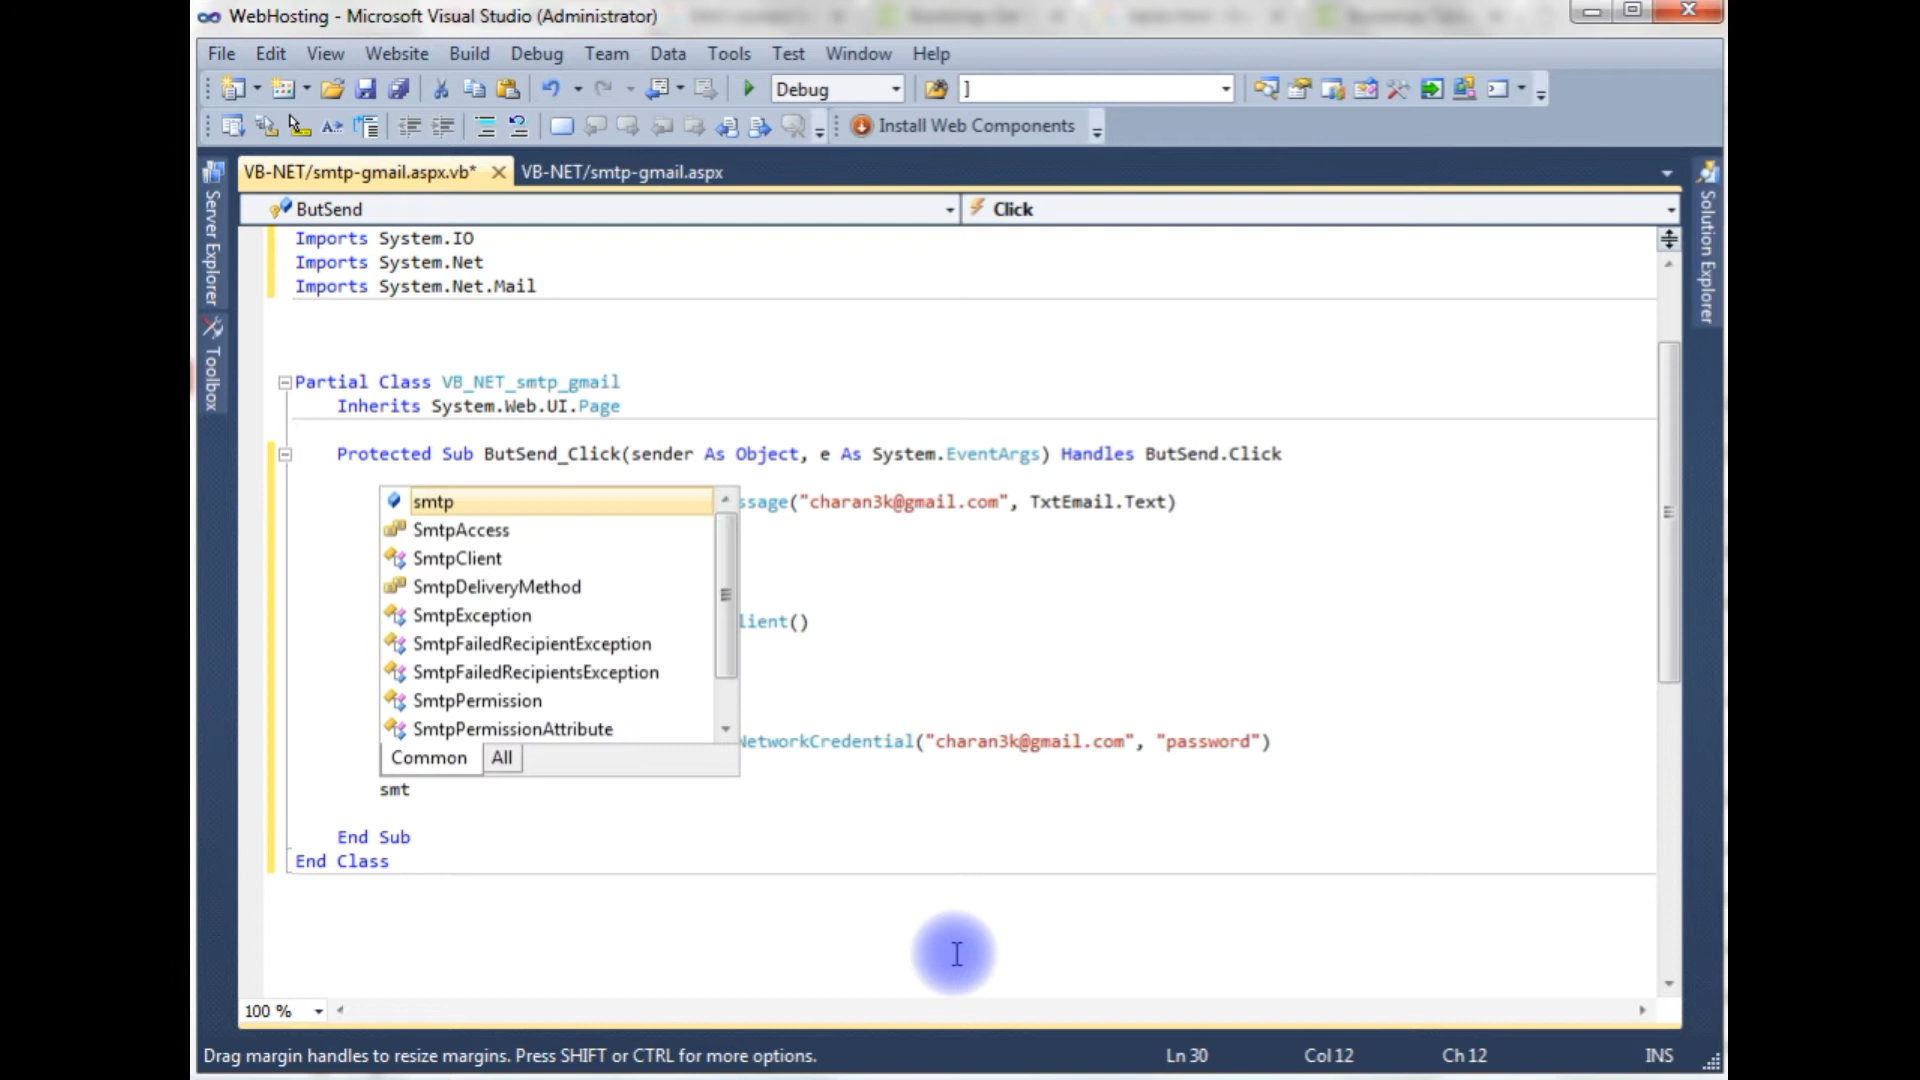 WebHosting - Microsoft Visual Studio (Administrator)
File Edit View Website Build Debug Team Data Tools Test Window Help
Debug ]
Install Web Components
VB-NET/smtp-gmail.aspx.vb* VB-NET/smtp-gmail.aspx
Server Explorer
Toolbox
Solution Explorer
ButSend Click
Imports System.IO
Imports System.Net
Imports System.Net.Mail
Partial Class VB_NET_smtp_gmail
Inherits System.Web.UI.Page
Protected Sub ButSend_Click(sender As Object, e As System.EventArgs) Handles ButSend.Click
smtp ssage("charan3k@gmail.com", TxtEmail.Text)
SmtpAccess
SmtpClient
SmtpDeliveryMethod
SmtpException lient()
SmtpFailedRecipientException
SmtpFailedRecipientsException
SmtpPermission
SmtpPermissionAttribute NetworkCredential("charan3k@gmail.com", "password")
Common All
smt
End Sub
End Class
100 %
Drag margin handles to resize margins. Press SHIFT or CTRL for more options. Ln 30 Col 12 Ch 12 INS